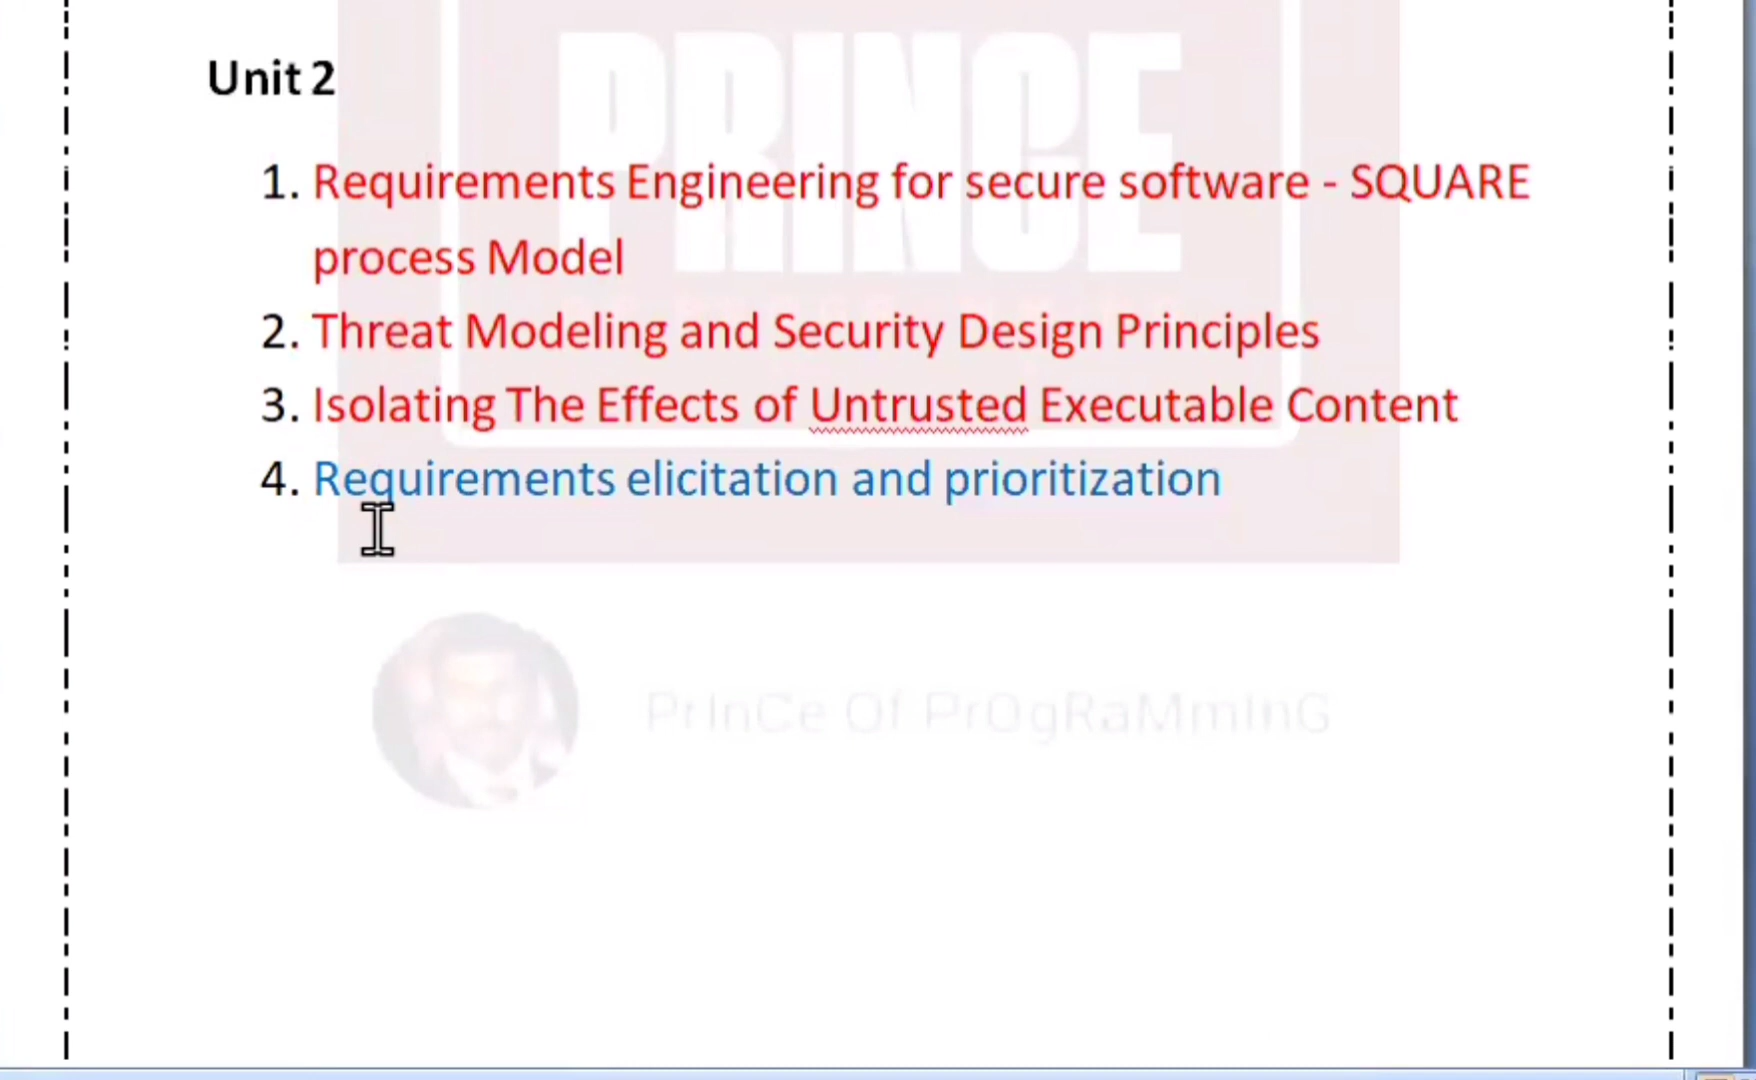 PRINCE
Unit 2
1. Requirements Engineering for secure software - SQUARE
process Model
2. Threat Modeling and Security Design Principles
3. Isolating The Effects of Untrusted Executable Content
4. Requirements elicitation and prioritization
PrInCe Of PrOgRaMmInG